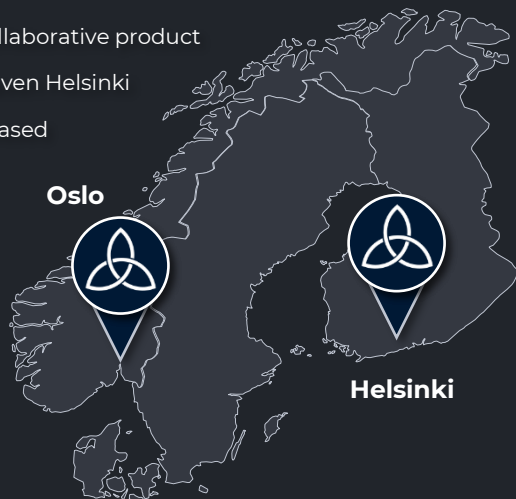 llaborative product
ven Helsinki
ased
Oslo
Helsinki